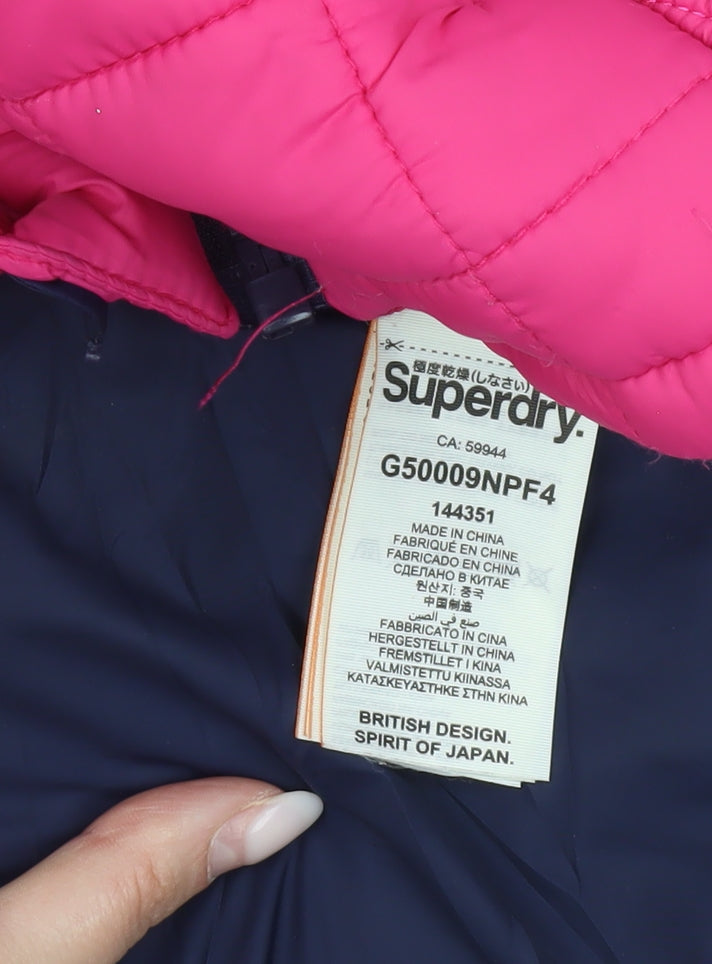 極度乾燥(しなさい)
Superdry.
CA: 59944
G50009NPF4
144351
MADE IN CHINA
FABRIQUÉ EN CHINE
FABRICADO EN CHINA
СДЕЛАНО В КИТАЕ
원산지: 중국
中国制造
صنع في الصين
FABBRICATO IN CINA
HERGESTELLT IN CHINA
FREMSTILLET I KINA
VALMISTETTU KIINASSA
ΚΑΤΑΣΚΕΥΑΣΤΗΚΕ ΣΤΗΝ ΚΙΝΑ
BRITISH DESIGN.
SPIRIT OF JAPAN.